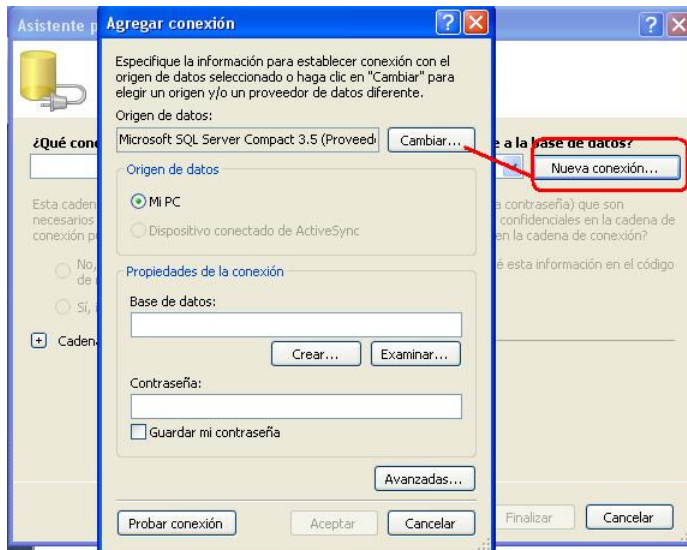 Asistente p
Agregar conexión
Especifique la información para establecer conexión con el
origen de datos seleccionado o haga clic en "Cambiar" para
elegir un origen y/o un proveedor de datos diferente.
Origen de datos:
Microsoft SQL Server Compact 3.5 (Proveed
Cambiar...
¿Qué con
e a la base de datos?
Nueva conexión...
Origen de datos
Mi PC
Dispositivo conectado de ActiveSync
Esta caden
necesarios
conexión p
a contraseña) que son
confidenciales en la cadena de
en la cadena de conexión?
No,
de
é esta información en el código
Sí, i
Propiedades de la conexión
Base de datos:
Crear...
Examinar...
Caden
Contraseña:
Guardar mi contraseña
Avanzadas...
Probar conexión
Aceptar
Cancelar
Finalizar
Cancelar